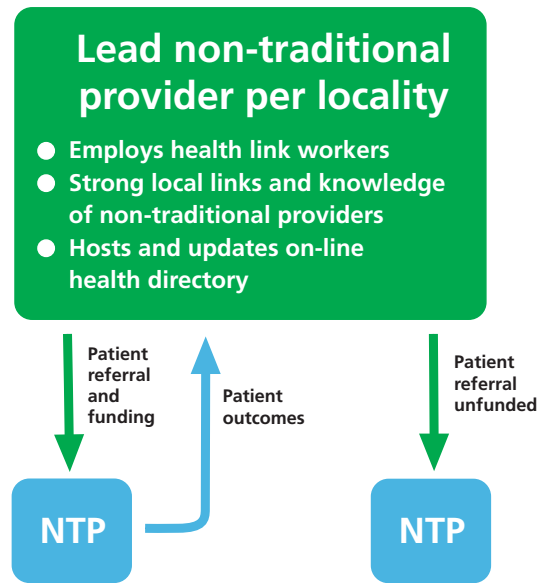 Lead non-traditional
provider per locality
Employs health link workers
Strong local links and knowledge
of non-traditional providers
Hosts and updates on-line
health directory
Patient
referral
and
funding
Patient
outcomes
Patient
referral
unfunded
NTP
NTP